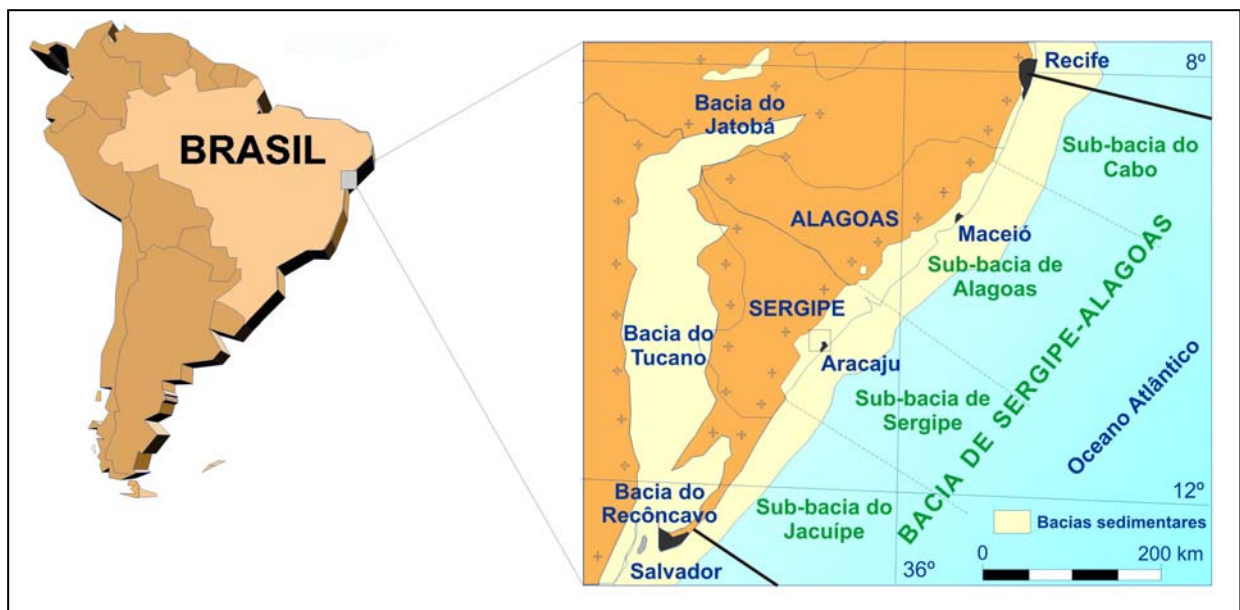 BRASIL
Recife
8º
Bacia do
Jatobá
Sub-bacia do
Cabo
ALAGOAS
Maceió
Sub-bacia de
Alagoas
SERGIPE
Bacia do
Tucano
Aracaju
Sub-bacia de
Sergipe
BACIA DE SERGIPE-ALAGOAS
Oceano Atlântico
Bacia do
Recôncavo
12º
Sub-bacia do
Jacuípe
Bacias sedimentares
0
200 km
Salvador
36º